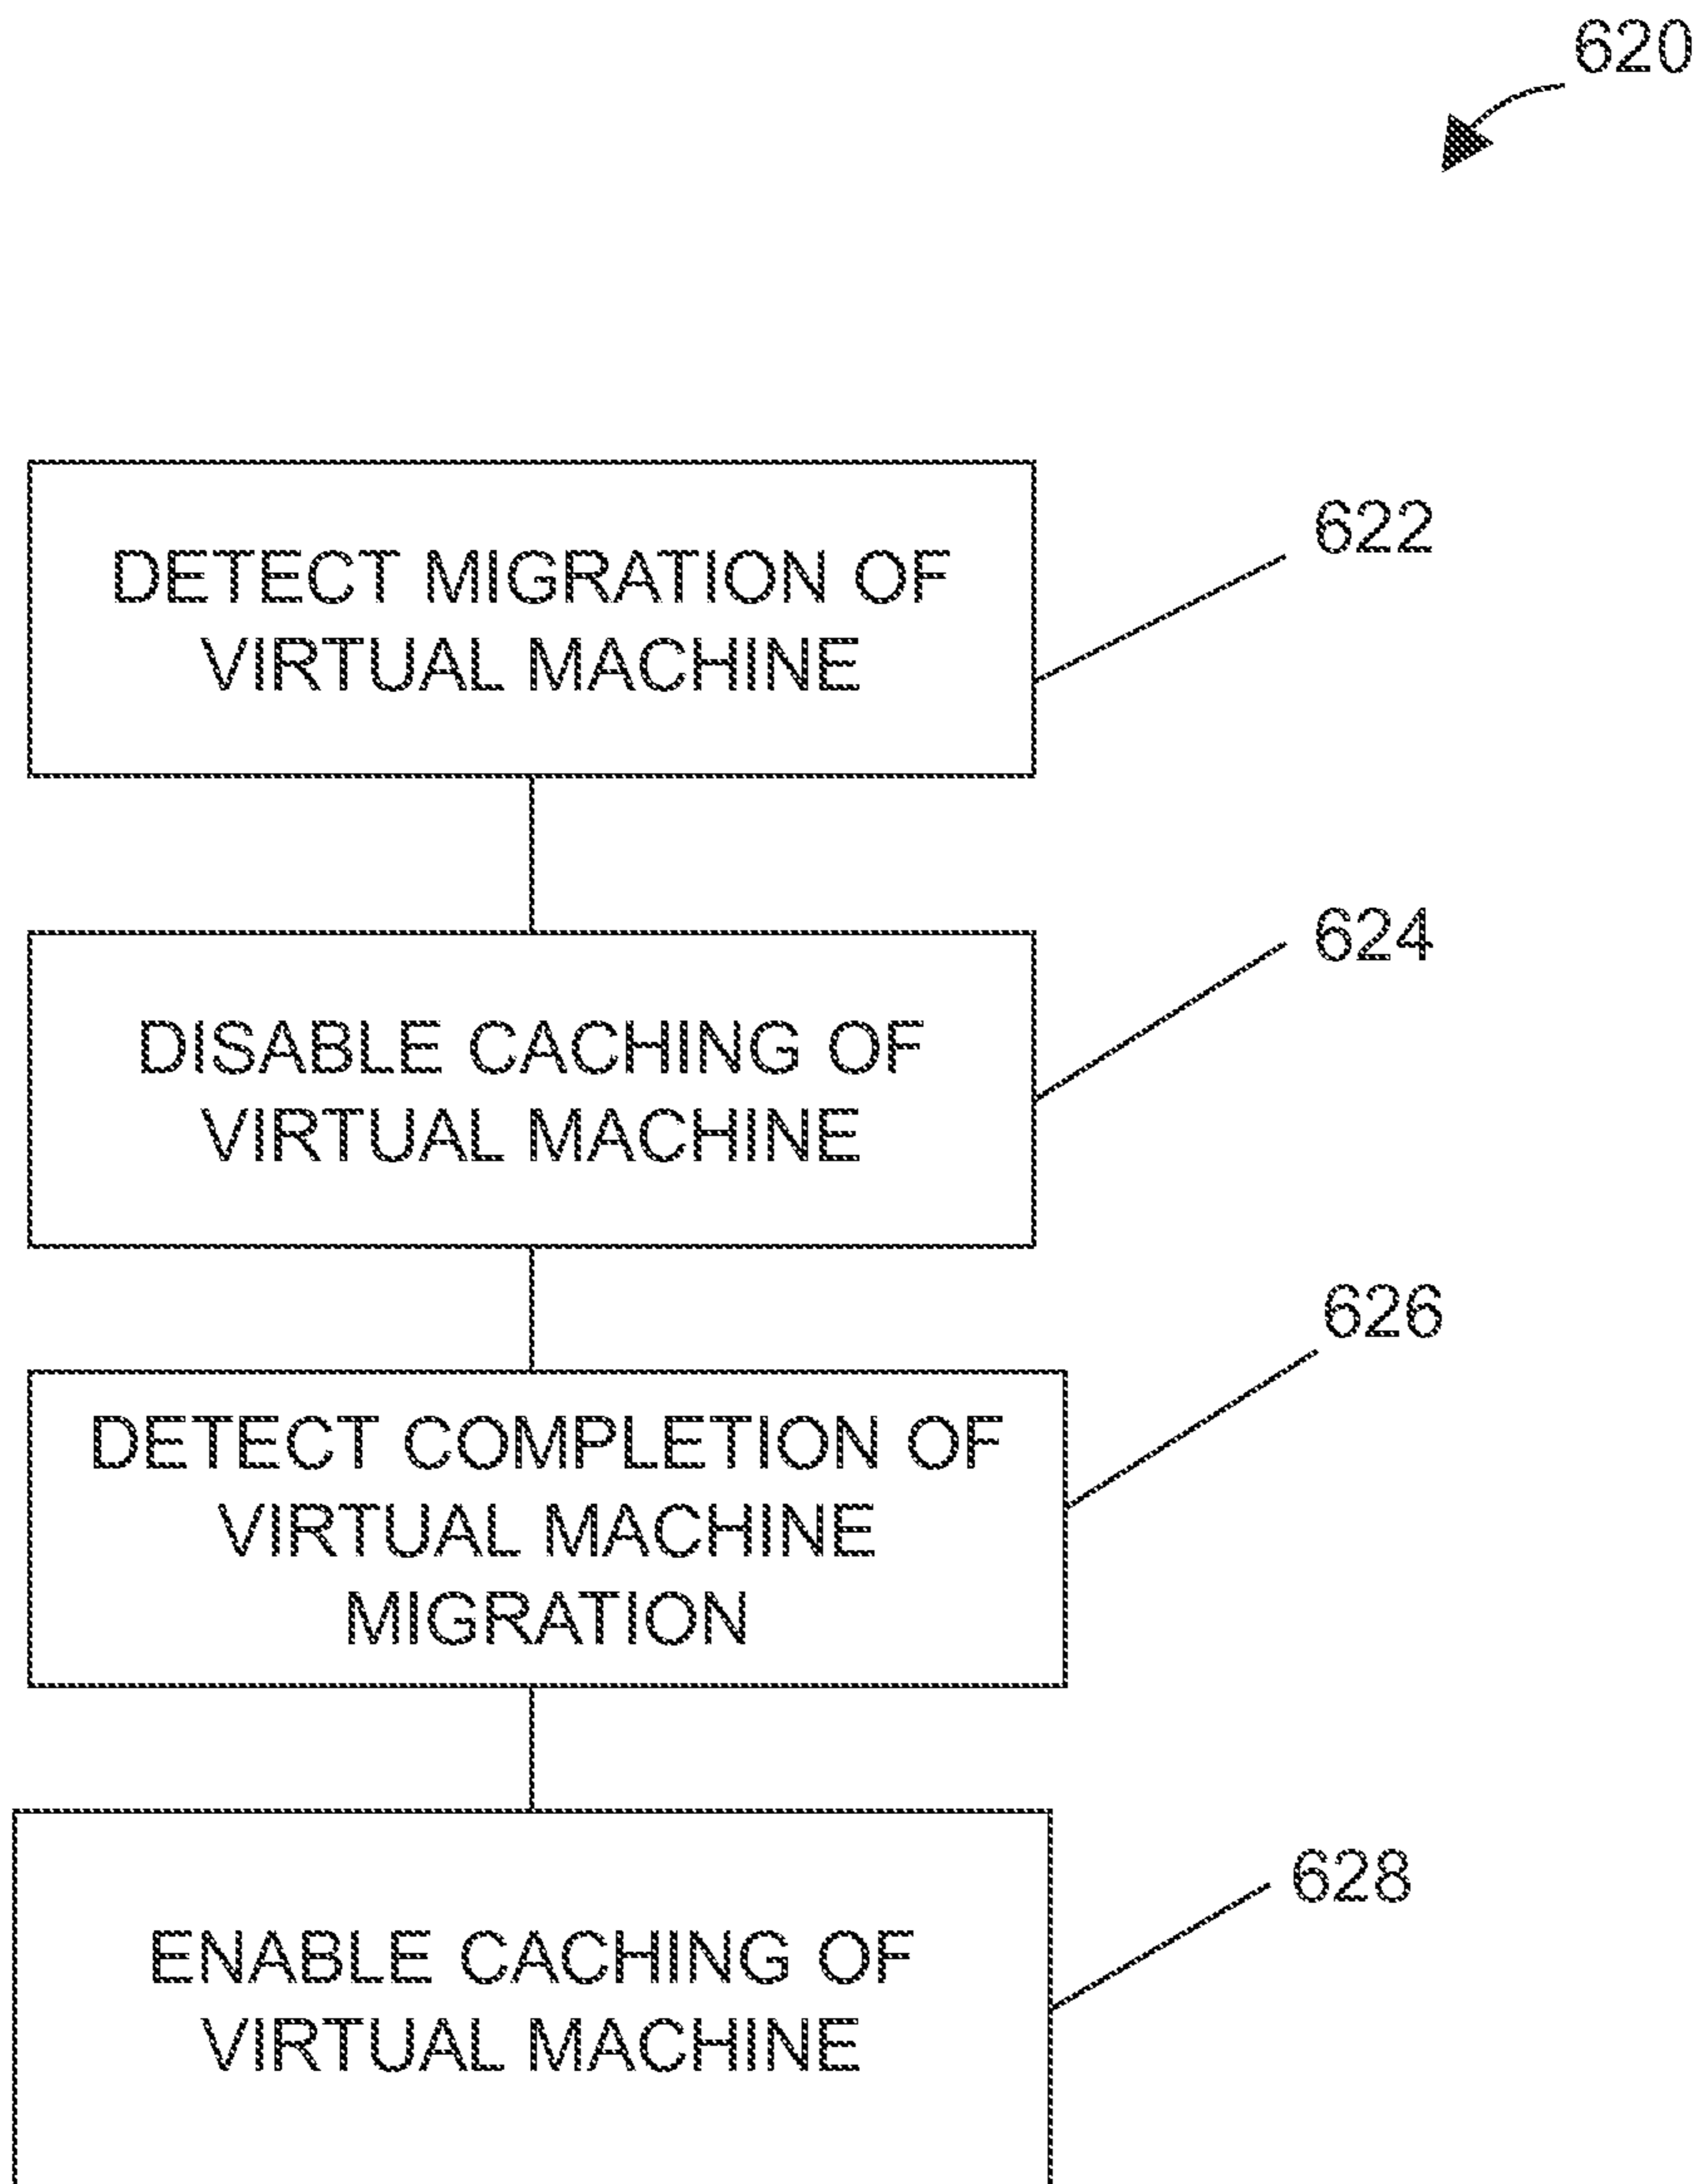 620
DETECT MIGRATION OF
VIRTUAL MACHINE
622
DISABLE CACHING OF
VIRTUAL MACHINE
624
DETECT COMPLETION OF
VIRTUAL MACHINE
MIGRATION
626
ENABLE CACHING OF
VIRTUAL MACHINE
628